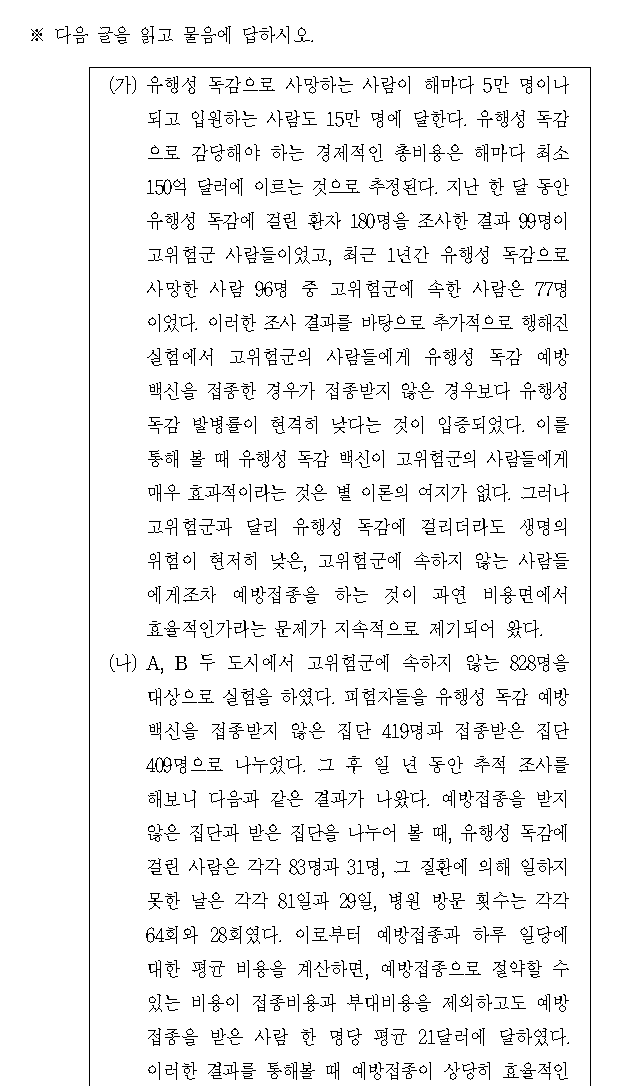 ※ 다음 글을 읽고 물음에 답하시오.
(가) 유행성 독감으로 사망하는 사람이 해마다 5만 명이나
되고 입원하는 사람도 15만 명에 달한다. 유행성 독감
으로 감당해야 하는 경제적인 총비용은 해마다 최소
150억 달러에 이르는 것으로 추정된다. 지난 한 달 동안
유행성 독감에 걸린 환자 180명을 조사한 결과 99명이
고위험군 사람들이었고, 최근 1년간 유행성 독감으로
사망한 사람 96명 중 고위험군에 속한 사람은 77명
이었다. 이러한 조사 결과를 바탕으로 추가적으로 행해진
실험에서 고위험군의 사람들에게 유행성 독감 예방
백신을 접종한 경우가 접종받지 않은 경우보다 유행성
독감 발병률이 현격히 낮다는 것이 입증되었다. 이를
통해 볼 때 유행성 독감 백신이 고위험군의 사람들에게
매우 효과적이라는 것은 별 이론의 여지가 없다. 그러나
고위험군과 달리 유행성 독감에 걸리더라도 생명의
위험이 현저히 낮은, 고위험군에 속하지 않는 사람들
에게조차 예방접종을 하는 것이 과연 비용면에서
효율적인가라는 문제가 지속적으로 제기되어 왔다.
(나) A, B 두 도시에서 고위험군에 속하지 않는 828명을
대상으로 실험을 하였다. 피험자들을 유행성 독감 예방
백신을 접종받지 않은 집단 419명과 접종받은 집단
409명으로 나누었다. 그 후 일 년 동안 추적 조사를
해보니 다음과 같은 결과가 나왔다. 예방접종을 받지
않은 집단과 받은 집단을 나누어 볼 때, 유행성 독감에
걸린 사람은 각각 83명과 31명, 그 질환에 의해 일하지
못한 날은 각각 81일과 29일, 병원 방문 횟수는 각각
64회와 28회였다. 이로부터 예방접종과 하루 일당에
대한 평균 비용을 계산하면, 예방접종으로 절약할 수
있는 비용이 접종비용과 부대비용을 제외하고도 예방
접종을 받은 사람 한 명당 평균 21달러에 달하였다.
이러한 결과를 통해볼 때 예방접종이 상당히 효율적인